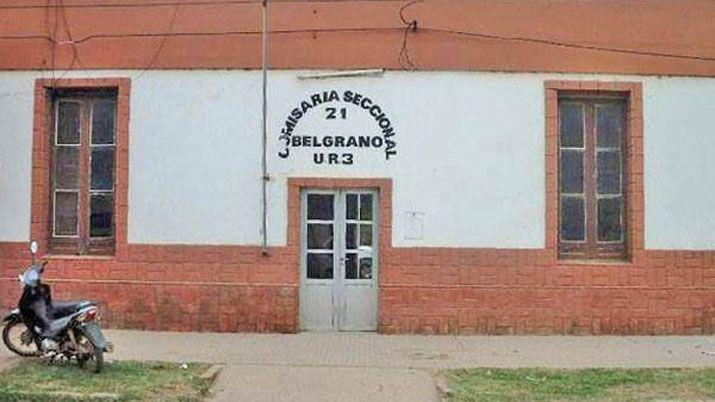 COMISARIA SECCIONAL
21
BELGRANO
U.R3